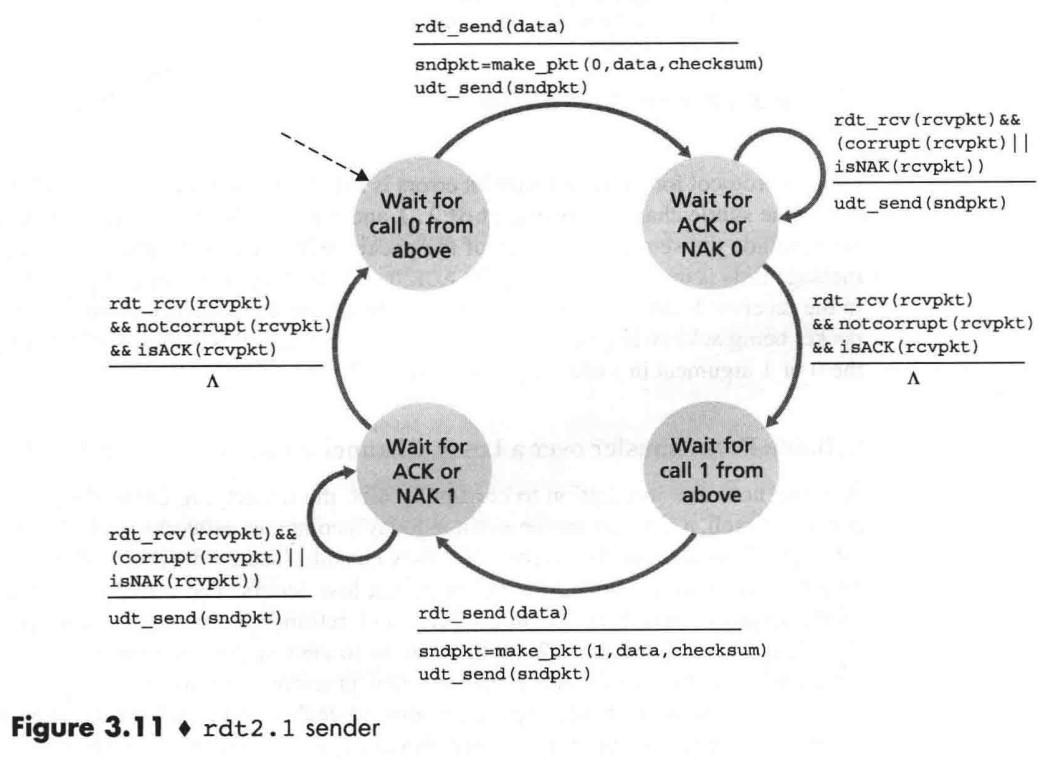 rdt_send(data)
sndpkt=make_pkt(0,data,checksum)
udt_send(sndpkt)
rdt_rcv(rcvpkt)&&
(corrupt(rcvpkt)||
isNAK(rcvpkt))
udt_send(sndpkt)
Wait for
call 0 from
above
Wait for
ACK or
NAK 0
rdt_rcv(rcvpkt)
&& notcorrupt(rcvpkt)
&& isACK(rcvpkt)
Λ
rdt_rcv(rcvpkt)
&& notcorrupt(rcvpkt)
&& isACK(rcvpkt)
Λ
Wait for
ACK or
NAK 1
Wait for
call 1 from
above
rdt_rcv(rcvpkt)&&
(corrupt(rcvpkt)||
isNAK(rcvpkt))
udt_send(sndpkt)
rdt_send(data)
sndpkt=make_pkt(1,data,checksum)
udt_send(sndpkt)
Figure 3.11 ♦ rdt2.1 sender